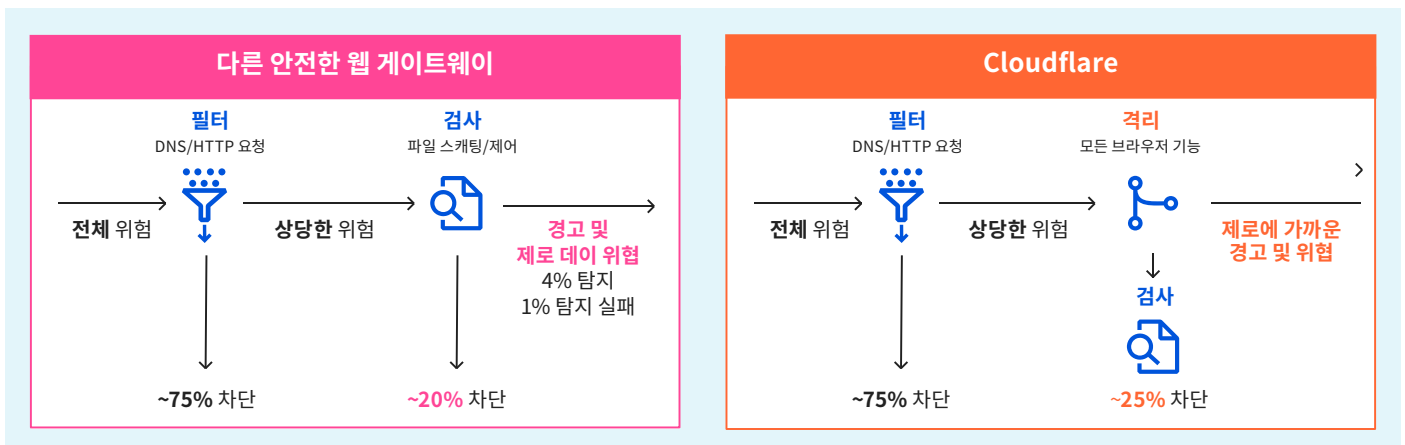 다른 안전한 웹 게이트웨이
필터
DNS/HTTP 요청
검사
파일 스캐팅/제어
전체 위험
상당한 위험
경고 및
제로 데이 위협
4% 탐지
1% 탐지 실패
~75% 차단
~20% 차단
Cloudflare
필터
DNS/HTTP 요청
격리
모든 브라우저 기능
전체 위험
상당한 위험
제로에 가까운
경고 및 위협
검사
~75% 차단
~25% 차단